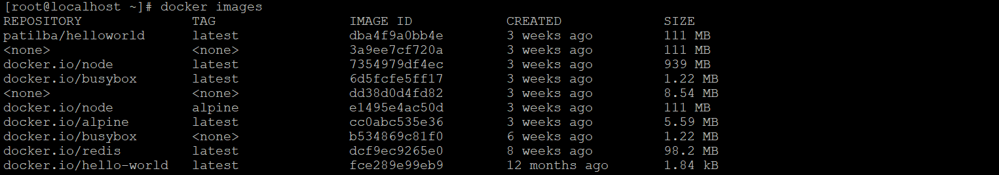 [root@localhost ~]# docker images
REPOSITORY TAG IMAGE ID CREATED SIZE
patilba/helloworld latest dba4f9a0bb4e 3 weeks ago 111 MB
<none> <none> 3a9ee7cf720a 3 weeks ago 111 MB
docker.io/node latest 7354979df4ec 3 weeks ago 939 MB
docker.io/busybox latest 6d5fcfe5ff17 3 weeks ago 1.22 MB
<none> <none> dd38d0d4fd82 3 weeks ago 8.54 MB
docker.io/node alpine e1495e4ac50d 3 weeks ago 111 MB
docker.io/alpine latest cc0abc535e36 3 weeks ago 5.59 MB
docker.io/busybox <none> b534869c81f0 6 weeks ago 1.22 MB
docker.io/redis latest dcf9ec9265e0 8 weeks ago 98.2 MB
docker.io/hello-world latest fce289e99eb9 12 months ago 1.84 kB